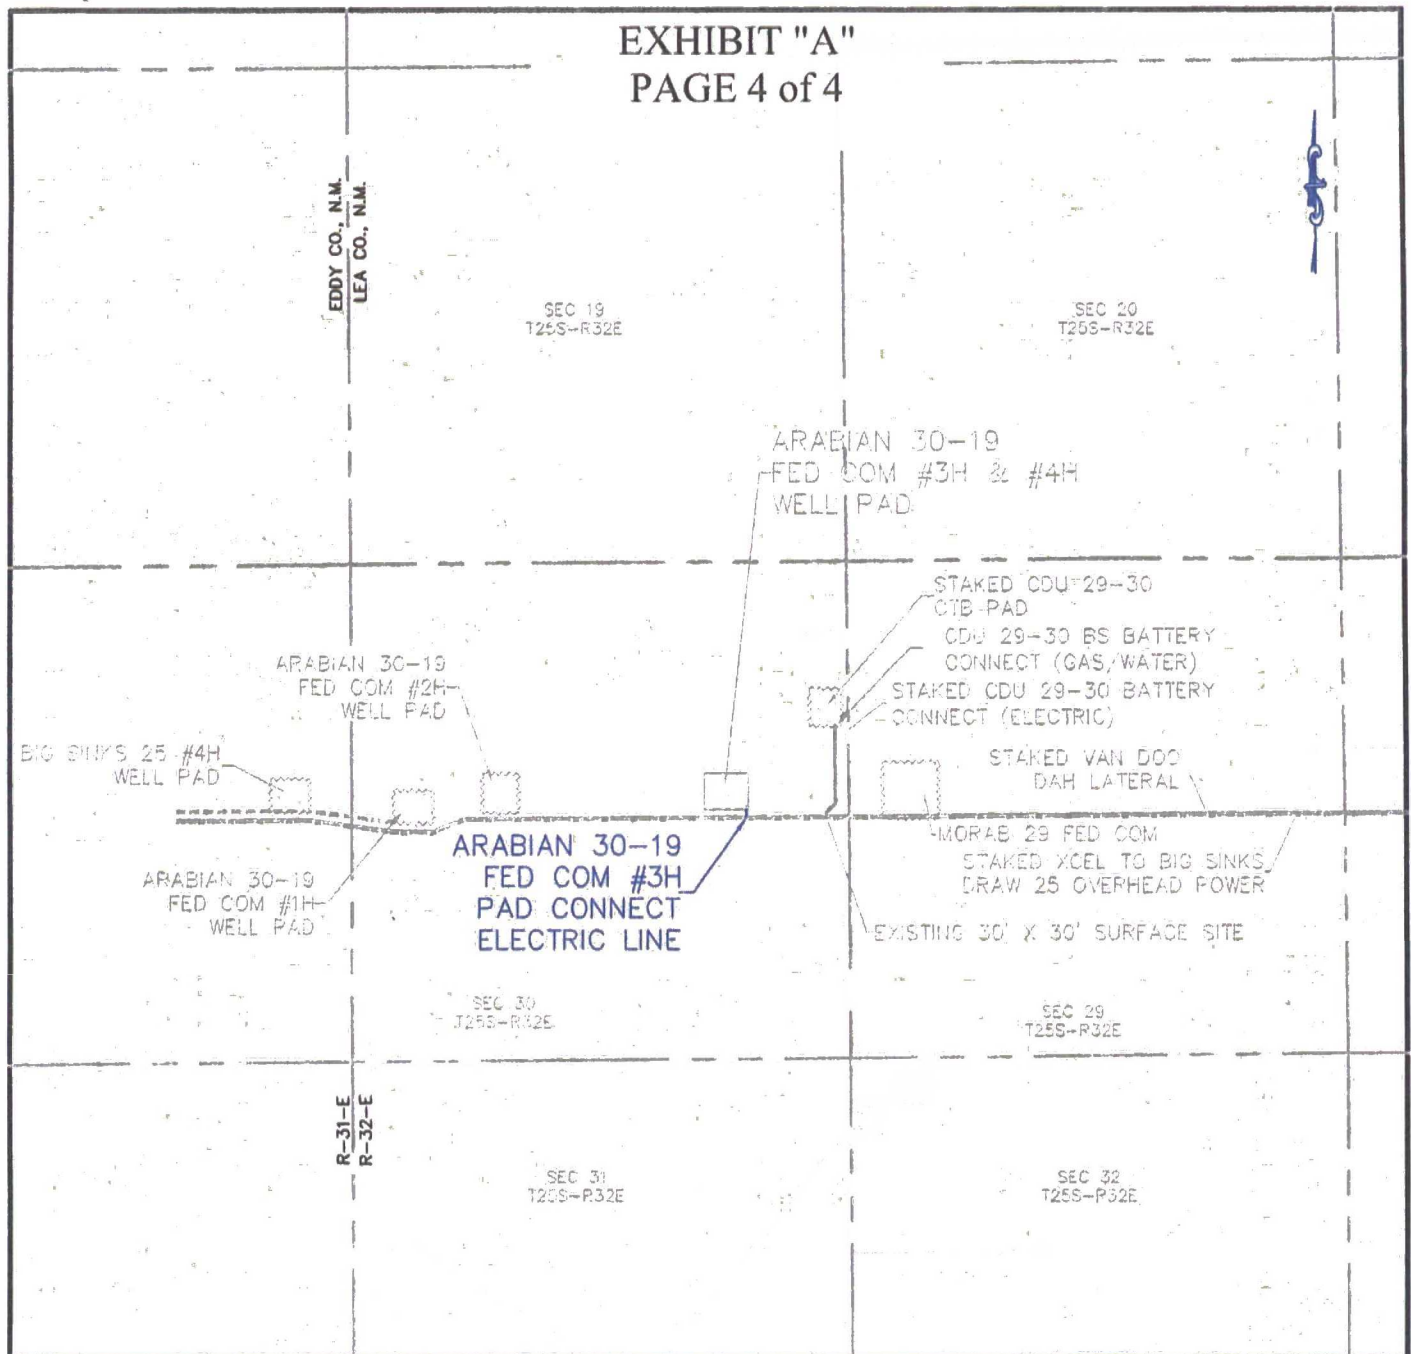 EXHIBIT "A"
PAGE 4 of 4
EDDY CO., N.M.
LEA CO., N.M.
SEC 19
T25S-R32E
SEC 20
T25S-R32E
ARABIAN 30-19
FED COM #3H & #4H
WELL PAD
STAKED CDU 29-30
CTB PAD
CDU 29-30 BS BATTERY
CONNECT (GAS/WATER)
STAKED CDU 29-30 BATTERY
CONNECT (ELECTRIC)
ARABIAN 30-19
FED COM #2H
WELL PAD
BIG SINKS 25 #4H
WELL PAD
STAKED VAN DOO
DAH LATERAL
ARABIAN 30-19
FED COM #3H
PAD CONNECT
ELECTRIC LINE
MORAB 29 FED COM
STAKED XCEL TO BIG SINKS
DRAW 25 OVERHEAD POWER
ARABIAN 30-19
FED COM #1H
WELL PAD
EXISTING 30' X 30' SURFACE SITE
SEC 30
T25S-R32E
SEC 29
T25S-R32E
R-31-E
R-32-E
SEC 31
T25S-R32E
SEC 32
T25S-R32E